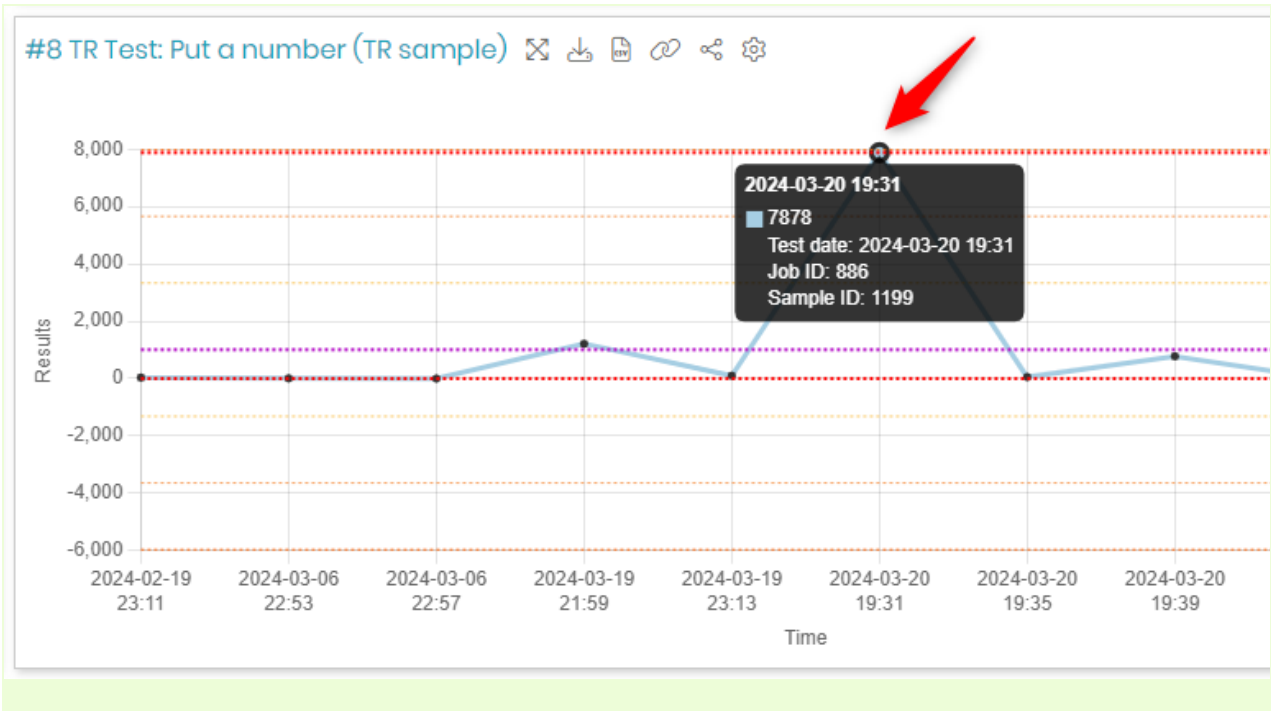 #8 TR Test: Put a number (TR sample)
CSV
8,000
6,000
4,000
2,000
0
-2,000
-4,000
-6,000
Results
2024-03-20 19:31
7878
Test date: 2024-03-20 19:31
Job ID: 886
Sample ID: 1199
2024-02-19 2024-03-06 2024-03-06 2024-03-19 2024-03-19 2024-03-20 2024-03-20 2024-03-20
23:11 22:53 22:57 21:59 23:13 19:31 19:35 19:39
Time